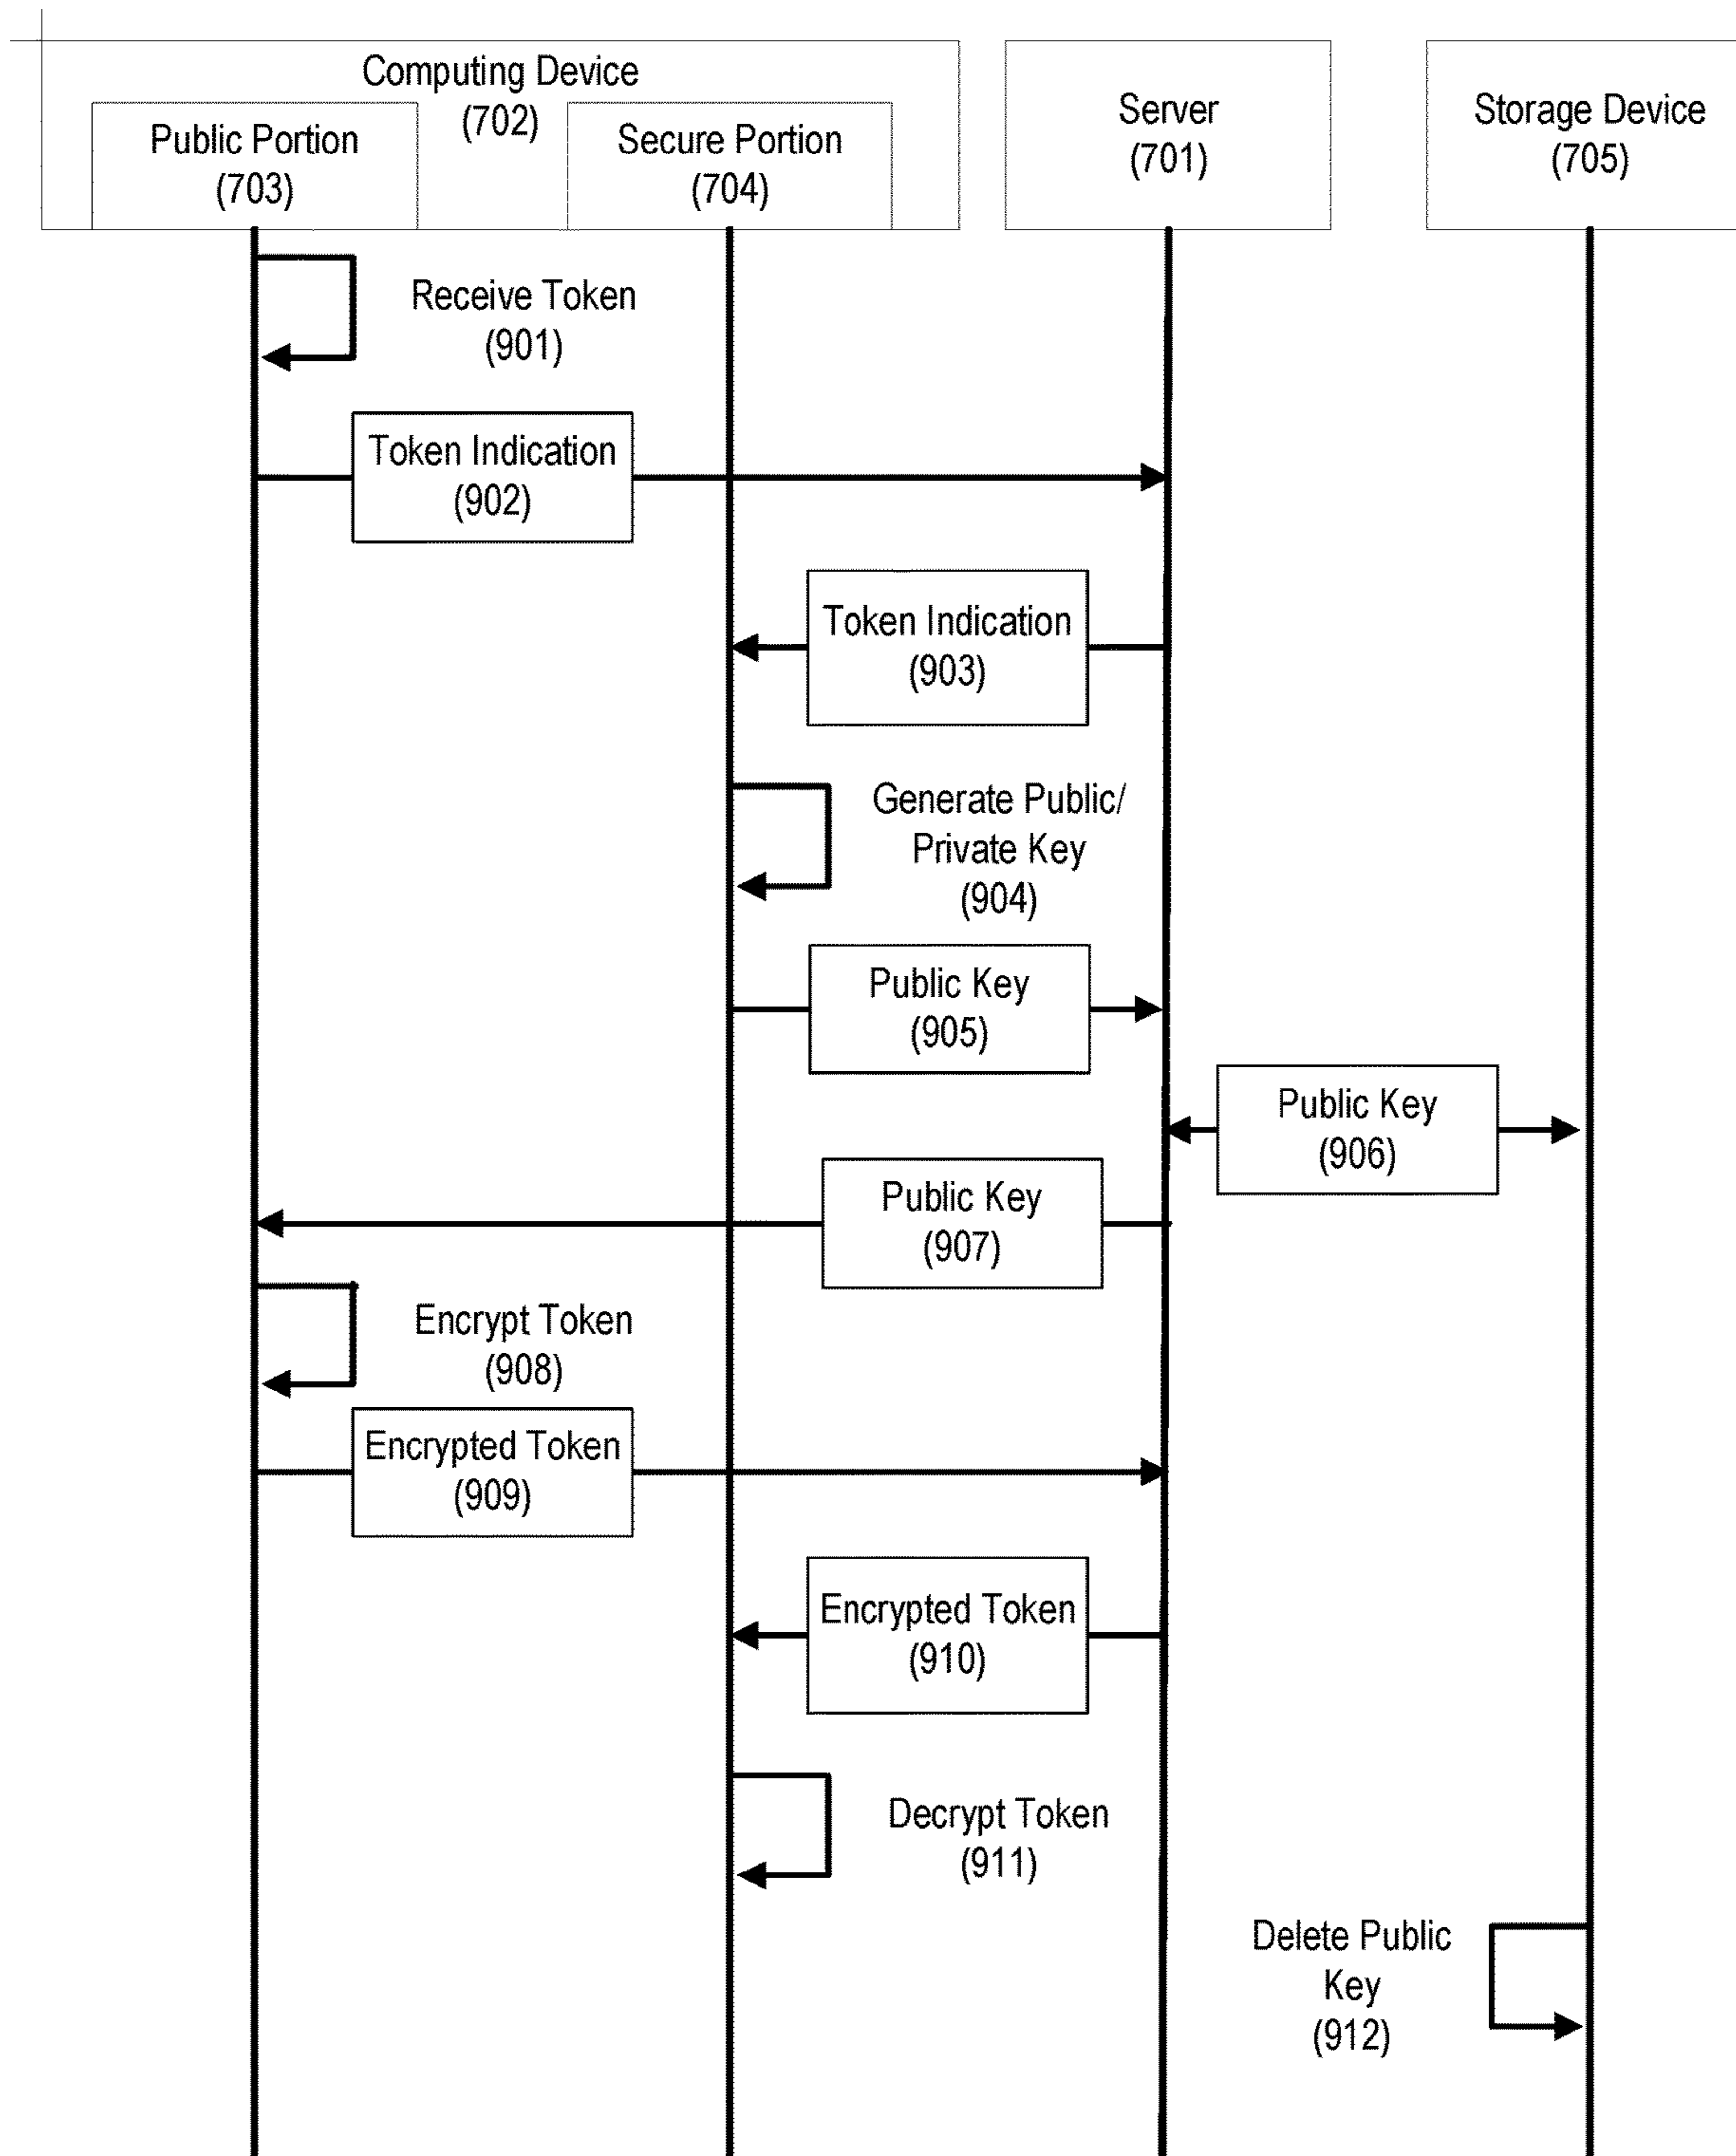 Computing Device
(702)
Public Portion
(703)
Secure Portion
(704)
Server
(701)
Storage Device
(705)
Receive Token
(901)
Token Indication
(902)
Token Indication
(903)
Generate Public/
Private Key
(904)
Public Key
(905)
Public Key
(906)
Public Key
(907)
Encrypt Token
(908)
Encrypted Token
(909)
Encrypted Token
(910)
Decrypt Token
(911)
Delete Public
Key
(912)